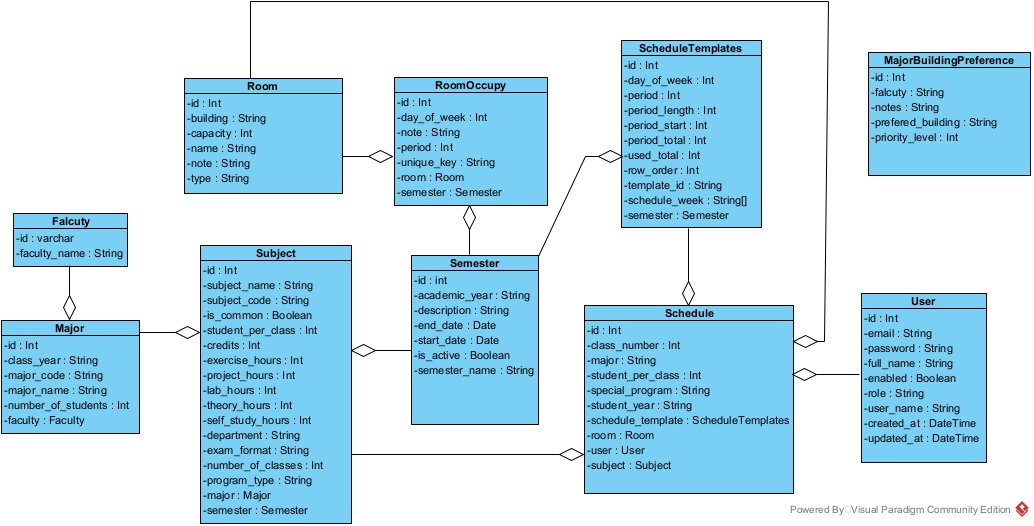 Room
-id : Int
-building : String
-capacity : Int
-name : String
-note : String
-type : String
RoomOccupy
-id : Int
-day_of_week : Int
-note : String
-period : Int
-unique_key : String
-room : Room
-semester : Semester
ScheduleTemplates
-id : Int
-day_of_week : Int
-period : Int
-period_length : Int
-period_start : Int
-period_total : Int
-used_total : Int
-row_order : Int
-template_id : String
-schedule_week : String[]
-semester : Semester
MajorBuildingPreference
-id : Int
-falcuty : String
-notes : String
-prefered_building : String
-priority_level : Int
Falcuty
-id : varchar
-faculty_name : String
Major
-id : Int
-class_year : String
-major_code : String
-major_name : String
-number_of_students : Int
-faculty : Faculty
Subject
-id : Int
-subject_name : String
-subject_code : String
-is_common : Boolean
-student_per_class : Int
-credits : Int
-exercise_hours : Int
-project_hours : Int
-lab_hours : Int
-theory_hours : Int
-self_study_hours : Int
-department : String
-exam_format : String
-number_of_classes : Int
-program_type : String
-major : Major
-semester : Semester
Semester
-id : int
-academic_year : String
-description : String
-end_date : Date
-start_date : Date
-is_active : Boolean
-semester_name : String
Schedule
-id : Int
-class_number : Int
-major : String
-student_per_class : Int
-special_program : String
-student_year : String
-schedule_template : ScheduleTemplates
-room : Room
-user : User
-subject : Subject
User
-id : Int
-email : String
-password : String
-full_name : String
-enabled : Boolean
-role : String
-user_name : String
-created_at : DateTime
-updated_at : DateTime
Powered By Visual Paradigm Community Edition